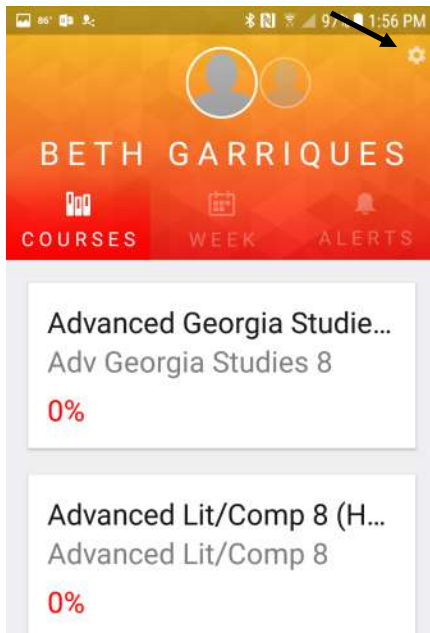 86° 97% 1:56 PM
BETH GARRIQUES
COURSES WEEK ALERTS
Advanced Georgia Studie...
Adv Georgia Studies 8
0%
Advanced Lit/Comp 8 (H...
Advanced Lit/Comp 8
0%